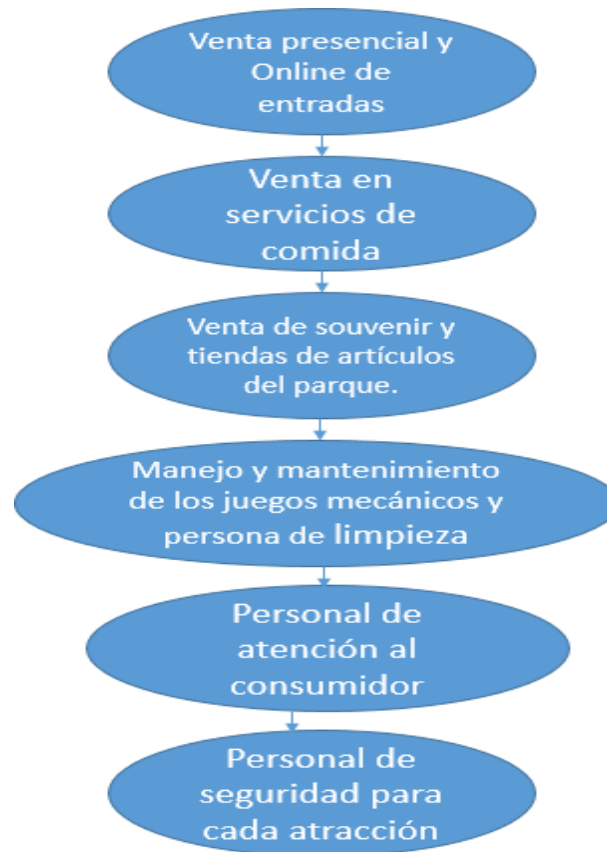 Venta presencial y
Online de
entradas
Venta en
servicios de
comida
Venta de souvenir y
tiendas de artículos
del parque.
Manejo y mantenimiento
de los juegos mecánicos y
persona de limpieza
Personal de
atención al
consumidor
Personal de
seguridad para
cada atracción